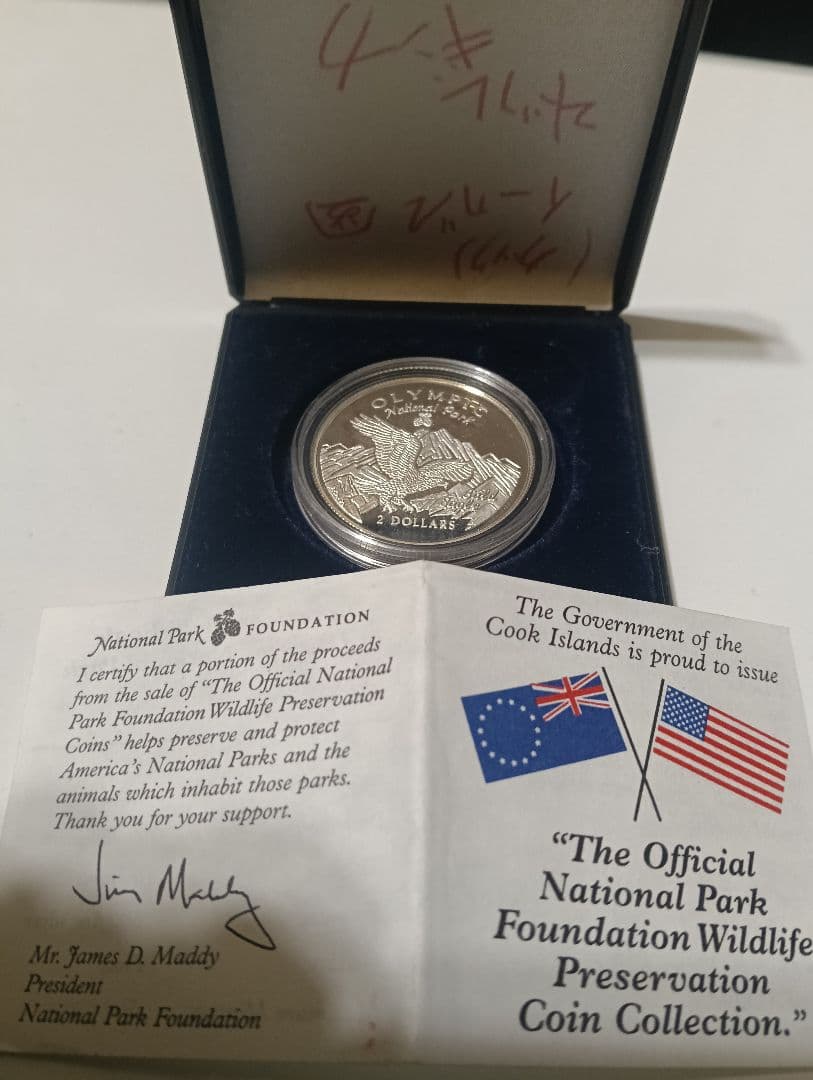 OLYMPIC
National Park
2 DOLLARS
National Park FOUNDATION
I certify that a portion of the proceeds
from the sale of “The Official National
Park Foundation Wildlife Preservation
Coins” helps preserve and protect
America’s National Parks and the
animals which inhabit those parks.
Thank you for your support.
Jim Maddy
Mr. James D. Maddy
President
National Park Foundation
The Government of the
Cook Islands is proud to issue
“The Official
National Park
Foundation Wildlife
Preservation
Coin Collection.”